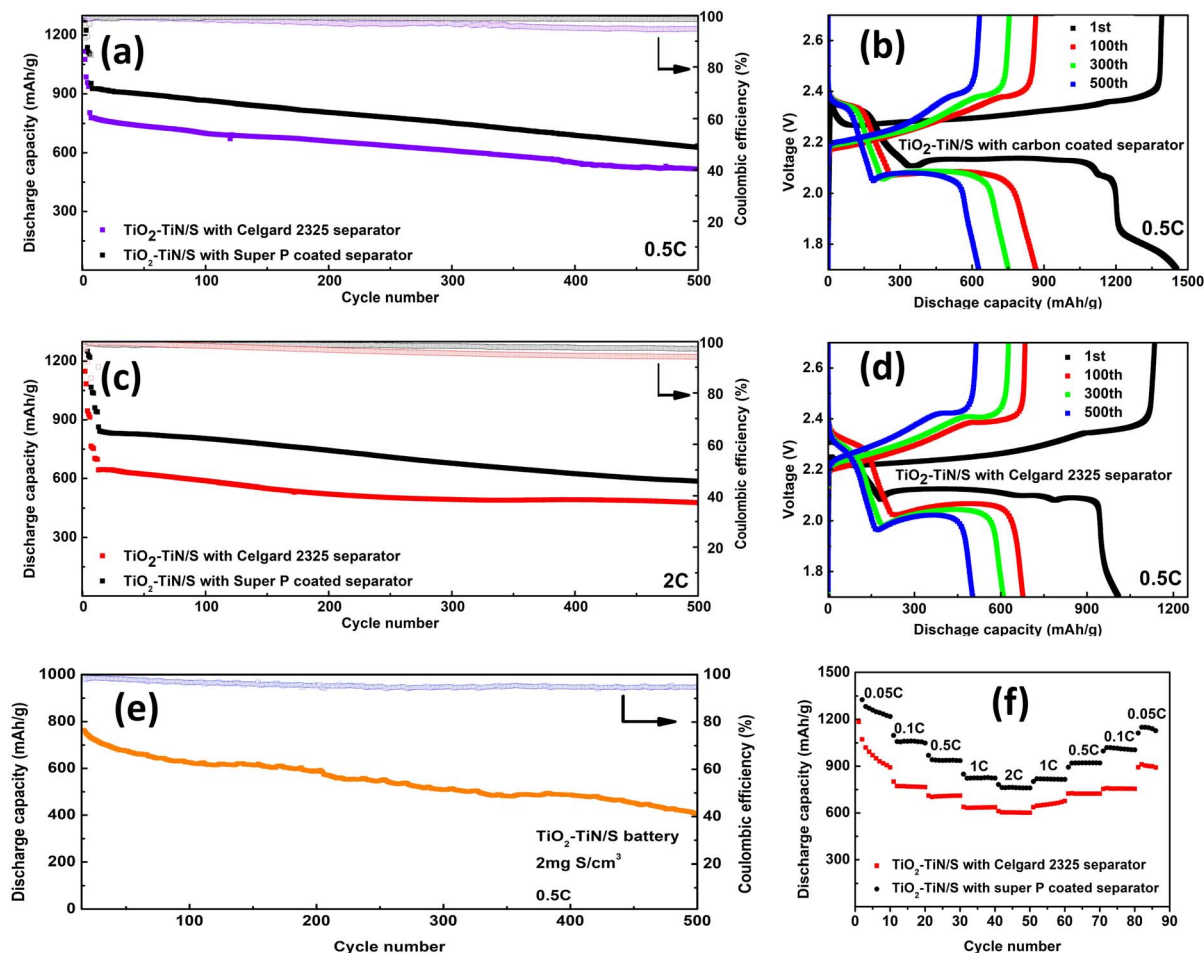 (a)
1200
900
600
300
Discharge capacity (mAh/g)
100
80
60
40
20
Coulombic efficiency (%)
TiO2-TiN/S with Celgard 2325 separator
TiO2-TiN/S with Super P coated separator
0.5C
0 100 200 300 400 500
Cycle number
(b)
2.4
2.2
2.0
1.8
Voltage (V)
1st
100th
300th
500th
TiO2-TiN/S with carbon coated separator
0.5C
0 300 600 900 1200 1500
Dischage capacity (mAh/g)
(c)
1200
900
600
300
Discharge capacity (mAh/g)
100
80
60
40
20
Coulombic efficiency (%)
TiO2-TiN/S with Celgard 2325 separator
TiO2-TiN/S with Super P coated separator
2C
0 100 200 300 400 500
Cycle number
(d)
2.6
2.4
2.2
2.0
1.8
Voltage (V)
1st
100th
300th
500th
TiO2-TiN/S with Celgard 2325 separator
0.5C
0 300 600 900 1200
Dischage capacity (mAh/g)
(e)
1000
800
600
400
200
0
Discharge capacity (mAh/g)
100
80
60
40
20
Coulombic efficiency (%)
TiO2-TiN/S battery
2mg S/cm3
0.5C
100 200 300 400 500
Cycle number
(f)
1500
1200
900
600
300
Discharge capacity (mAh/g)
0.05C 0.1C 0.5C 1C 2C 1C 0.5C 0.1C 0.05C
TiO2-TiN/S with Celgard 2325 separator
TiO2-TiN/S with super P coated separator
0 10 20 30 40 50 60 70 80 90
Cycle number